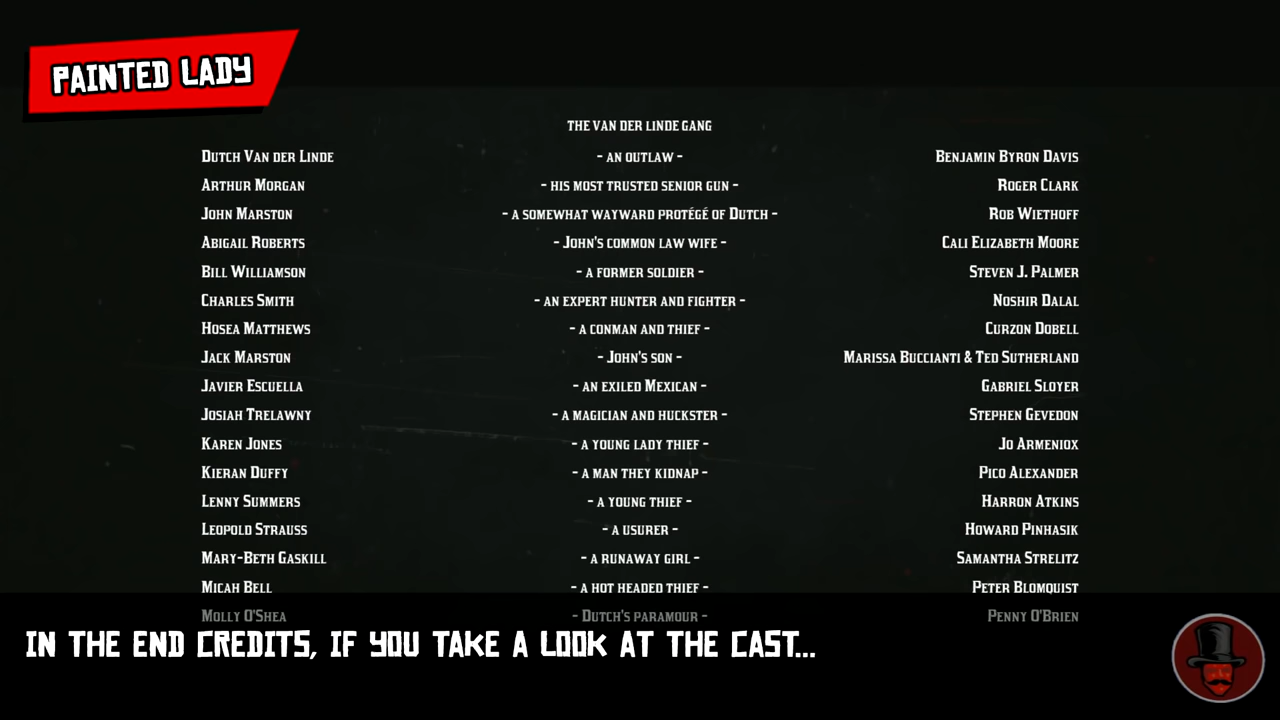 PAINTED LADY
THE VAN DER LINDE GANG
DUTCH VAN DER LINDE - AN OUTLAW - BENJAMIN BYRON DAVIS
ARTHUR MORGAN - HIS MOST TRUSTED SENIOR GUN - ROGER CLARK
JOHN MARSTON - A SOMEWHAT WAYWARD PROTÉGÉ OF DUTCH - ROB WIETHOFF
ABIGAIL ROBERTS - JOHN'S COMMON LAW WIFE - CALI ELIZABETH MOORE
BILL WILLIAMSON - A FORMER SOLDIER - STEVEN J. PALMER
CHARLES SMITH - AN EXPERT HUNTER AND FIGHTER - NOSHIR DALAL
HOSEA MATTHEWS - A CONMAN AND THIEF - CURZON DOBELL
JACK MARSTON - JOHN'S SON - MARISSA BUCCIANTI & TED SUTHERLAND
JAVIER ESCUELLA - AN EXILED MEXICAN - GABRIEL SLOYER
JOSIAH TRELAWNY - A MAGICIAN AND HUCKSTER - STEPHEN GEVEDON
KAREN JONES - A YOUNG LADY THIEF - JO ARMENIOX
KIERAN DUFFY - A MAN THEY KIDNAP - PICO ALEXANDER
LENNY SUMMERS - A YOUNG THIEF - HARRON ATKINS
LEOPOLD STRAUSS - A USURER - HOWARD PINHASIK
MARY-BETH GASKILL - A RUNAWAY GIRL - SAMANTHA STRELITZ
MICAH BELL - A HOT HEADED THIEF - PETER BLOMQUIST
MOLLY O'SHEA - DUTCH'S PARAMOUR - PENNY O'BRIEN
IN THE END CREDITS, IF YOU TAKE A LOOK AT THE CAST...